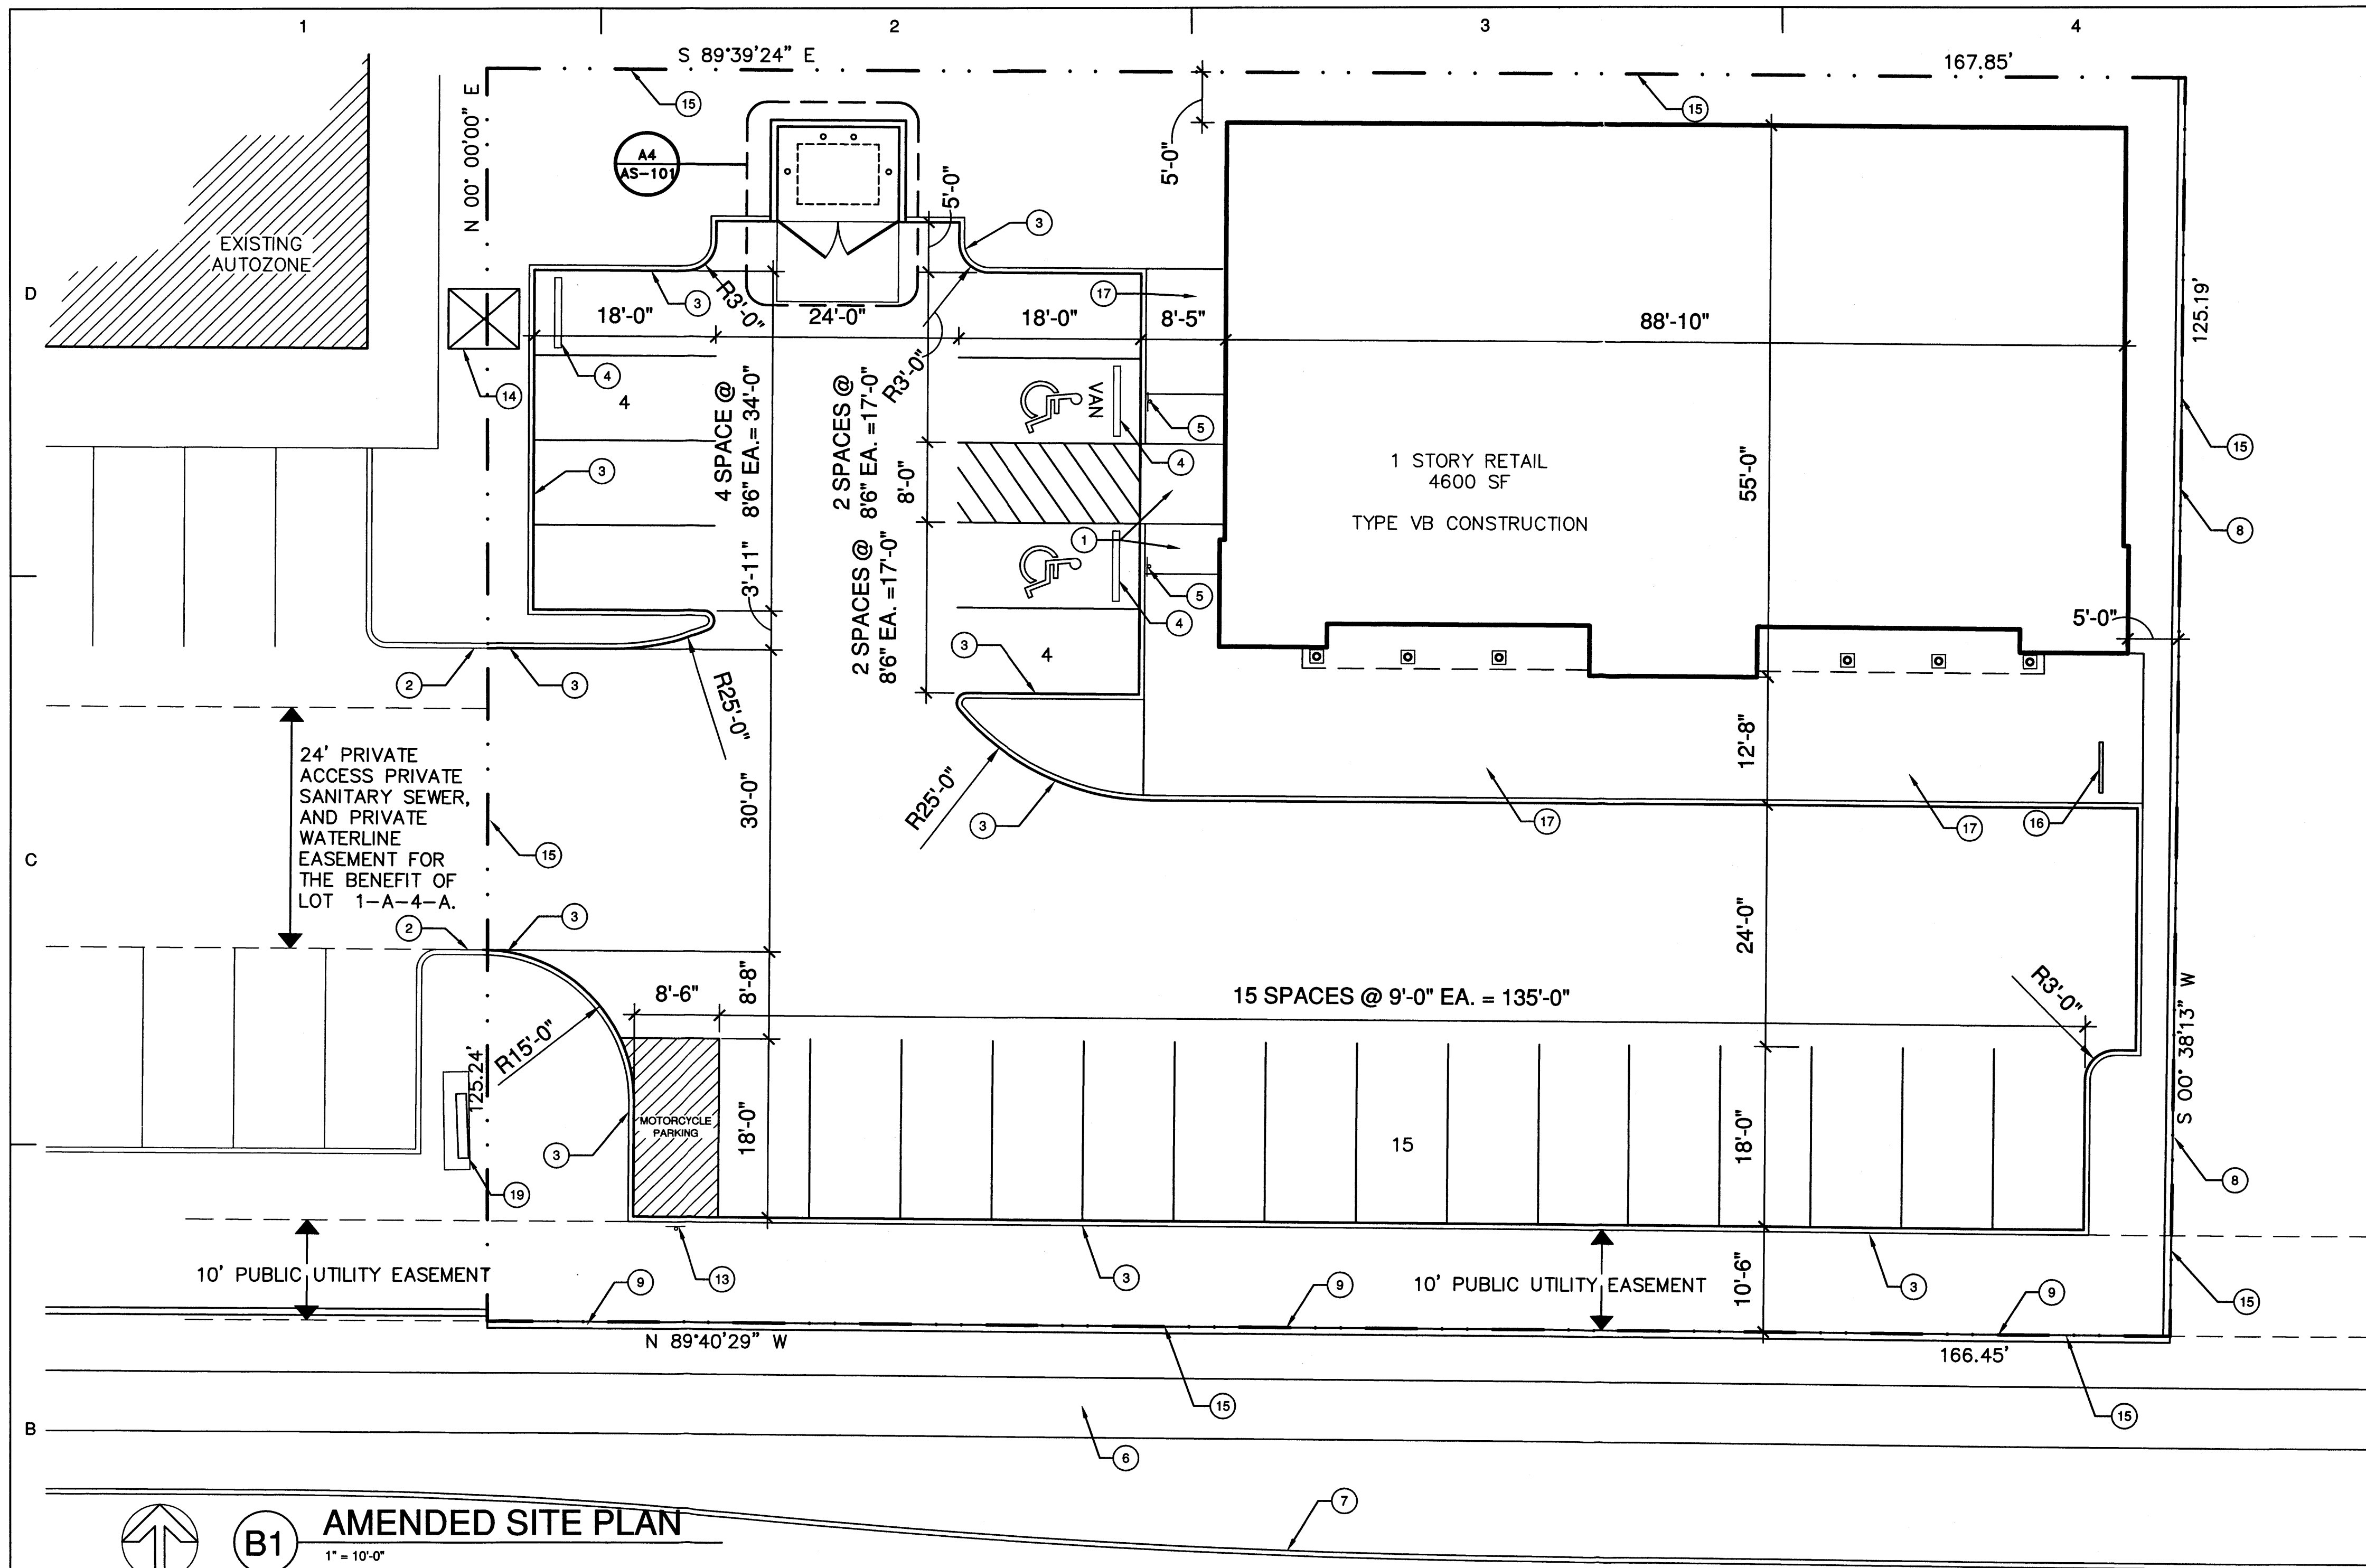 1
2
3
4
S 89°39'24" E
167.85'
15
15
N 00° 00'00" E
A4
AS-101
5'-0"
5'-0"
3
EXISTING
AUTOZONE
D
17
3
R3'-0"
125.19'
18'-0"
24'-0"
18'-0"
8'-5"
88'-10"
R3'-0"
14
4
4
4 SPACE @
8'6" EA.= 34'-0"
2 SPACES @
8'6" EA. =17'-0"
VAN
5
15
3
4
8'-0"
1 STORY RETAIL
4600 SF
TYPE VB CONSTRUCTION
55'-0"
8
1
3'-11"
2 SPACES @
8'6" EA. =17'-0"
5
4
5'-0"
3
4
2
3
R25'-0"
24' PRIVATE
ACCESS PRIVATE
SANITARY SEWER,
AND PRIVATE
WATERLINE
EASEMENT FOR
THE BENEFIT OF
LOT 1-A-4-A.
30'-0"
R25'-0"
12'-8"
3
17
17
16
15
C
2
3
24'-0"
8'-6"
8'-8"
15 SPACES @ 9'-0" EA. = 135'-0"
R3'-0"
R15'-0"
125.24'
S 00° 38'13" W
MOTORCYCLE
PARKING
18'-0"
15
18'-0"
3
19
8
10' PUBLIC UTILITY EASEMENT
9
13
3
9
10' PUBLIC UTILITY EASEMENT
10'-6"
3
9
15
N 89°40'29" W
166.45'
15
15
B
6
7
B1
AMENDED SITE PLAN
1" = 10'-0"